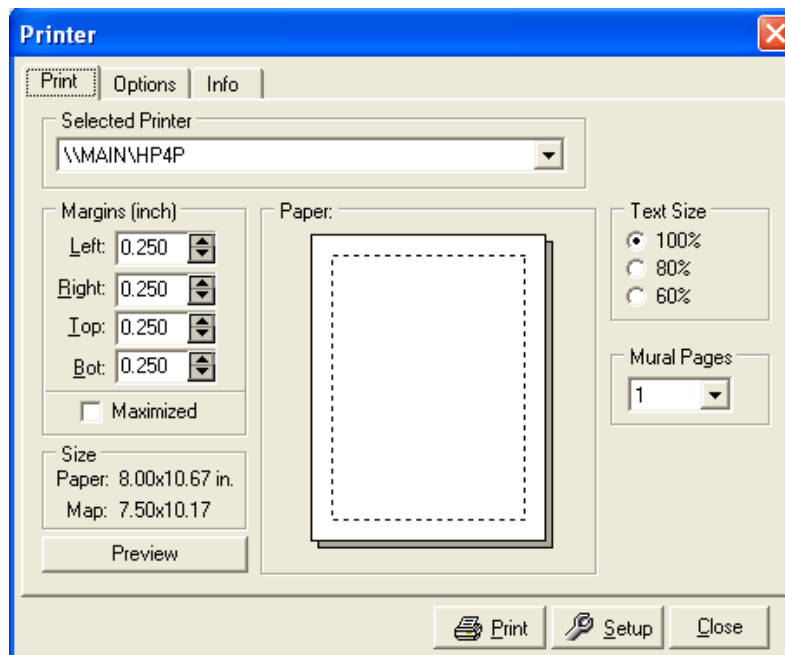 Printer
Print Options Info
Selected Printer
\\MAIN\HP4P
Margins (inch)
Left: 0.250
Right: 0.250
Top: 0.250
Bot: 0.250
Maximized
Size
Paper: 8.00x10.67 in.
Map: 7.50x10.17
Preview
Paper:
Text Size
100%
80%
60%
Mural Pages
1
Print Setup Close